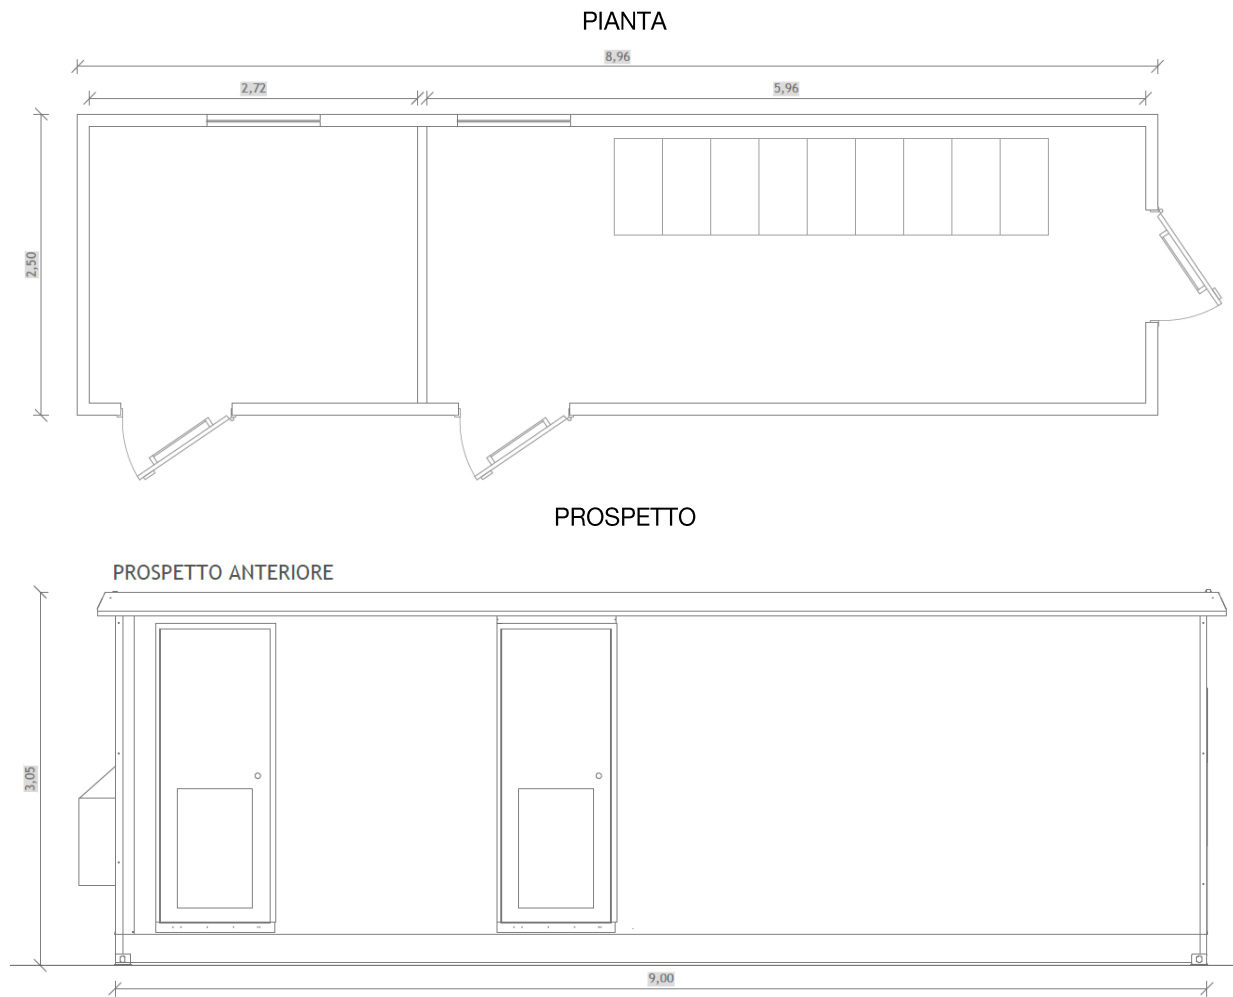 PIANTA
8,96
2,72
5,96
2,50
PROSPETTO
PROSPETTO ANTERIORE
3,05
9,00